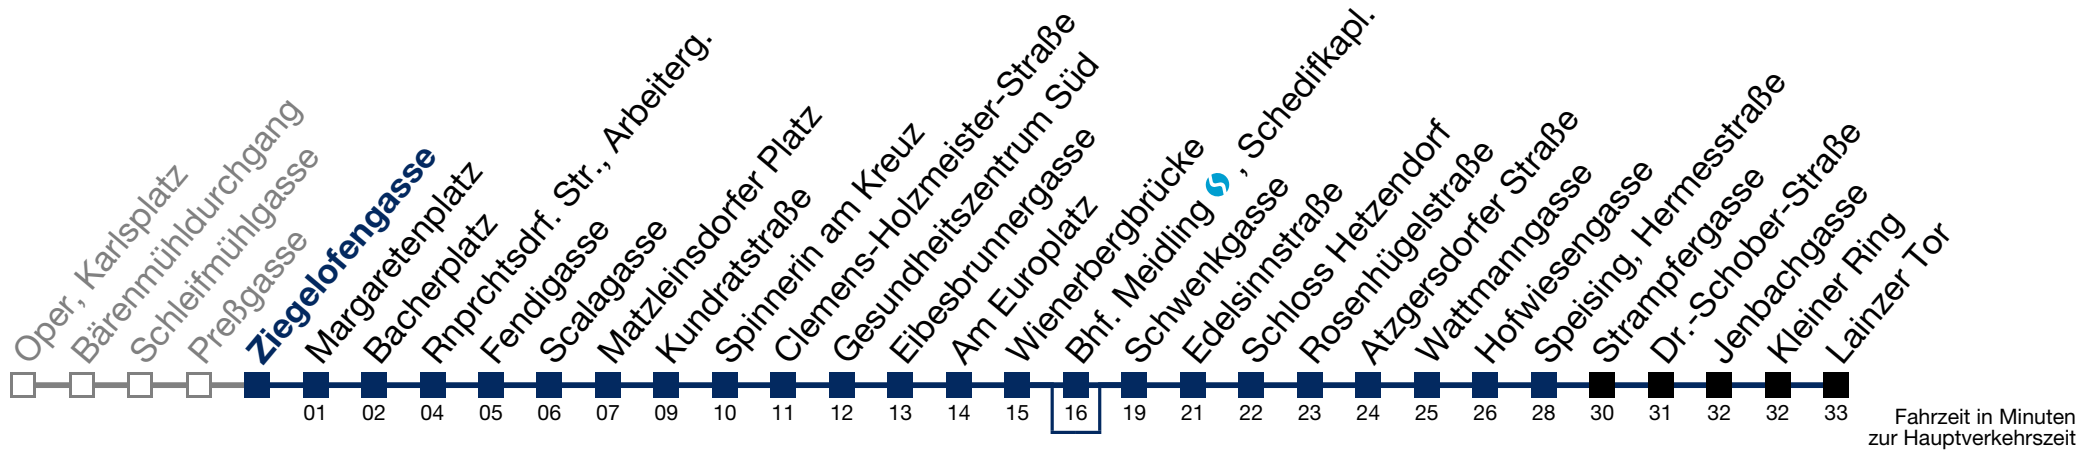 Oper, Karlsplatz
Bärenmühldurchgang
Schleifmühlgasse
Preßgasse
Ziegelofengasse
Margaretenplatz
Bacherplatz
Rnprchtsdrf. Str., Arbeiterg.
Fendigasse
Scalagasse
Matzleinsdorfer Platz
Kundratstraße
Spinnerin am Kreuz
Clemens-Holzmeister-Straße
Gesundheitszentrum Süd
Eibesbrunnergasse
Am Europlatz
Wienerbergbrücke
Bhf. Meidling , Schedifkapl.
Schwenkgasse
Edelsinnstraße
Schloss Hetzendorf
Rosenhügelstraße
Atzgersdorfer Straße
Wattmanngasse
Hofwiesengasse
Speising, Hermesstraße
Strampfergasse
Dr.-Schober-Straße
Jenbachgasse
Kleiner Ring
Lainzer Tor
01 02 04 05 06 07 09 10 11 12 13 14 15 16 19 21 22 23 24 25 26 28 30 31 32 32 33
Fahrzeit in Minuten
zur Hauptverkehrszeit